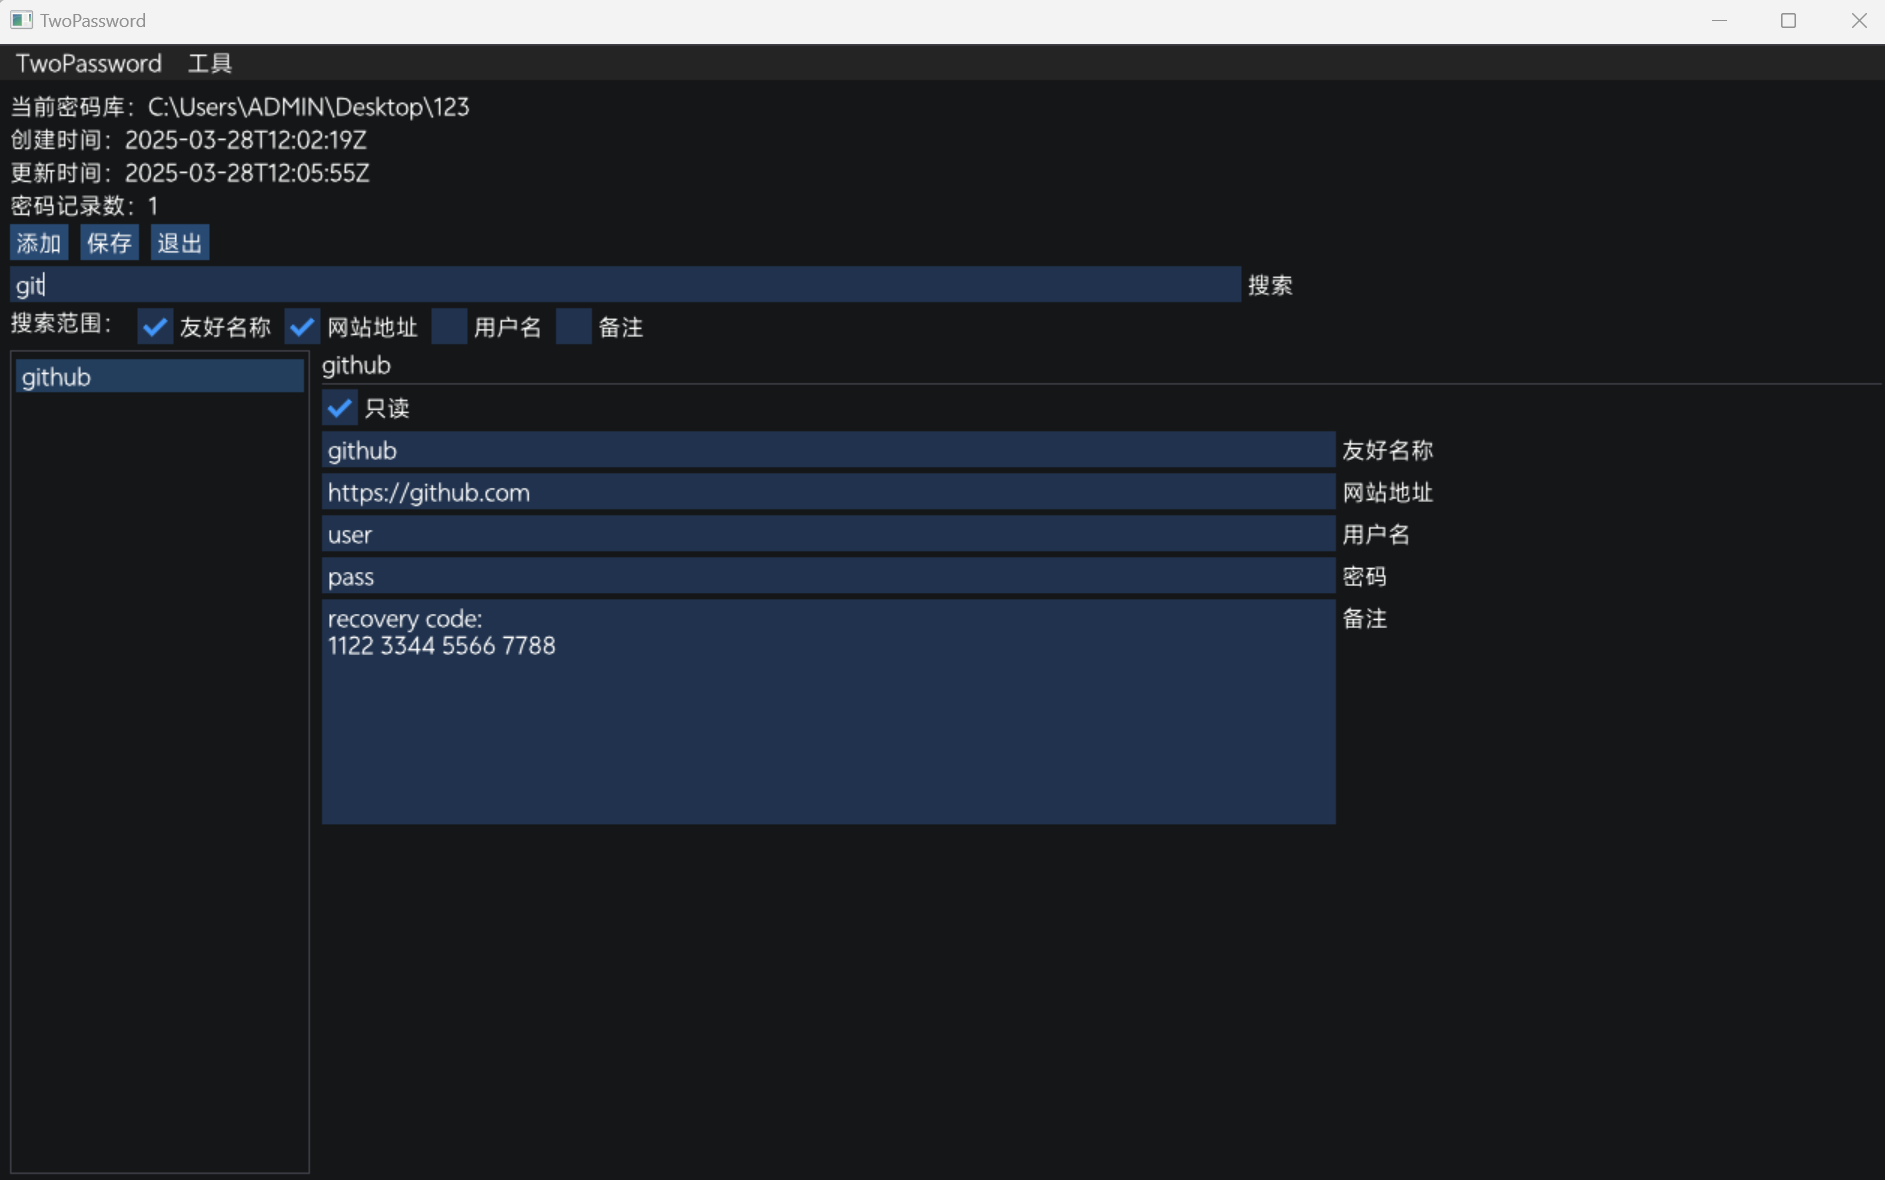 TwoPassword
TwoPassword 工具
当前密码库：C:\Users\ADMIN\Desktop\123
创建时间：2025-03-28T12:02:19Z
更新时间：2025-03-28T12:05:55Z
密码记录数：1
添加 保存 退出
git 搜索
搜索范围： 友好名称 网站地址 用户名 备注
github
github
只读
github 友好名称
https://github.com 网站地址
user 用户名
pass 密码
recovery code: 备注
1122 3344 5566 7788